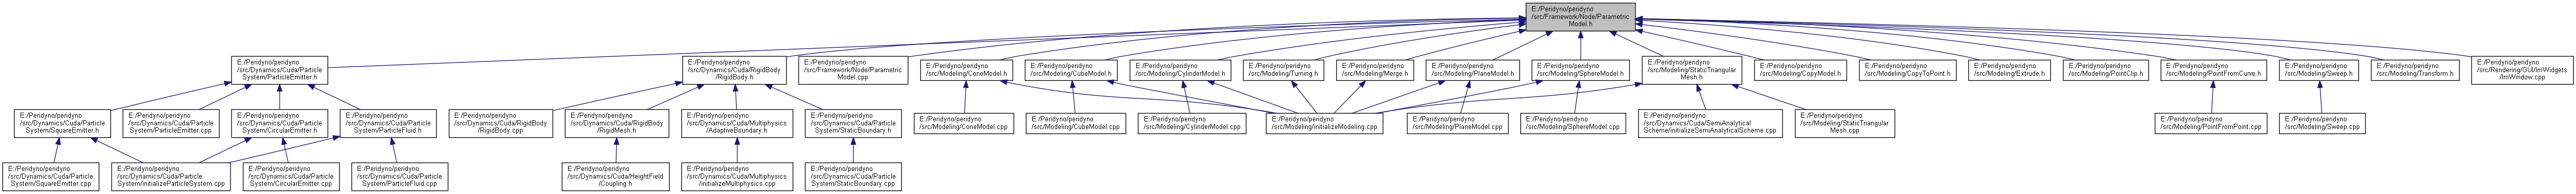 E:/Peridyno/peridyno
/src/Framework/Node/Parametric
Model.h
E:/Peridyno/peridyno
/src/Dynamics/Cuda/Particle
System/ParticleEmitter.h
E:/Peridyno/peridyno
/src/Dynamics/Cuda/RigidBody
/RigidBody.h
E:/Peridyno/peridyno
/src/Framework/Node/Parametric
Model.cpp
E:/Peridyno/peridyno
/src/Modeling/ConeModel.h
E:/Peridyno/peridyno
/src/Modeling/CubeModel.h
E:/Peridyno/peridyno
/src/Modeling/CylinderModel.h
E:/Peridyno/peridyno
/src/Modeling/Turning.h
E:/Peridyno/peridyno
/src/Modeling/Merge.h
E:/Peridyno/peridyno
/src/Modeling/PlaneModel.h
E:/Peridyno/peridyno
/src/Modeling/SphereModel.h
E:/Peridyno/peridyno
/src/Modeling/StaticTriangular
Mesh.h
E:/Peridyno/peridyno
/src/Modeling/CopyModel.h
E:/Peridyno/peridyno
/src/Modeling/CopyToPoint.h
E:/Peridyno/peridyno
/src/Modeling/Extrude.h
E:/Peridyno/peridyno
/src/Modeling/PointClip.h
E:/Peridyno/peridyno
/src/Modeling/PointFromCurve.h
E:/Peridyno/peridyno
/src/Modeling/Sweep.h
E:/Peridyno/peridyno
/src/Modeling/Transform.h
E:/Peridyno/peridyno
/src/Rendering/GUI/ImWidgets
/ImWindow.cpp
E:/Peridyno/peridyno
/src/Dynamics/Cuda/Particle
System/SquareEmitter.h
E:/Peridyno/peridyno
/src/Dynamics/Cuda/Particle
System/ParticleEmitter.cpp
E:/Peridyno/peridyno
/src/Dynamics/Cuda/Particle
System/CircularEmitter.h
E:/Peridyno/peridyno
/src/Dynamics/Cuda/Particle
System/ParticleFluid.h
E:/Peridyno/peridyno
/src/Dynamics/Cuda/RigidBody
/RigidBody.cpp
E:/Peridyno/peridyno
/src/Dynamics/Cuda/RigidBody
/RigidMesh.h
E:/Peridyno/peridyno
/src/Dynamics/Cuda/Multiphysics
/AdaptiveBoundary.h
E:/Peridyno/peridyno
/src/Dynamics/Cuda/Particle
System/StaticBoundary.h
E:/Peridyno/peridyno
/src/Modeling/ConeModel.cpp
E:/Peridyno/peridyno
/src/Modeling/CubeModel.cpp
E:/Peridyno/peridyno
/src/Modeling/CylinderModel.cpp
E:/Peridyno/peridyno
/src/Modeling/initializeModeling.cpp
E:/Peridyno/peridyno
/src/Modeling/PlaneModel.cpp
E:/Peridyno/peridyno
/src/Modeling/SphereModel.cpp
E:/Peridyno/peridyno
/src/Dynamics/Cuda/SemiAnalytical
Scheme/initializeSemiAnalyticalScheme.cpp
E:/Peridyno/peridyno
/src/Modeling/StaticTriangular
Mesh.cpp
E:/Peridyno/peridyno
/src/Modeling/PointFromPoint.cpp
E:/Peridyno/peridyno
/src/Modeling/Sweep.cpp
E:/Peridyno/peridyno
/src/Dynamics/Cuda/Particle
System/SquareEmitter.cpp
E:/Peridyno/peridyno
/src/Dynamics/Cuda/Particle
System/initializeParticleSystem.cpp
E:/Peridyno/peridyno
/src/Dynamics/Cuda/Particle
System/CircularEmitter.cpp
E:/Peridyno/peridyno
/src/Dynamics/Cuda/Particle
System/ParticleFluid.cpp
E:/Peridyno/peridyno
/src/Dynamics/Cuda/HeightField
/Coupling.h
E:/Peridyno/peridyno
/src/Dynamics/Cuda/Multiphysics
/initializeMultiphysics.cpp
E:/Peridyno/peridyno
/src/Dynamics/Cuda/Particle
System/StaticBoundary.cpp